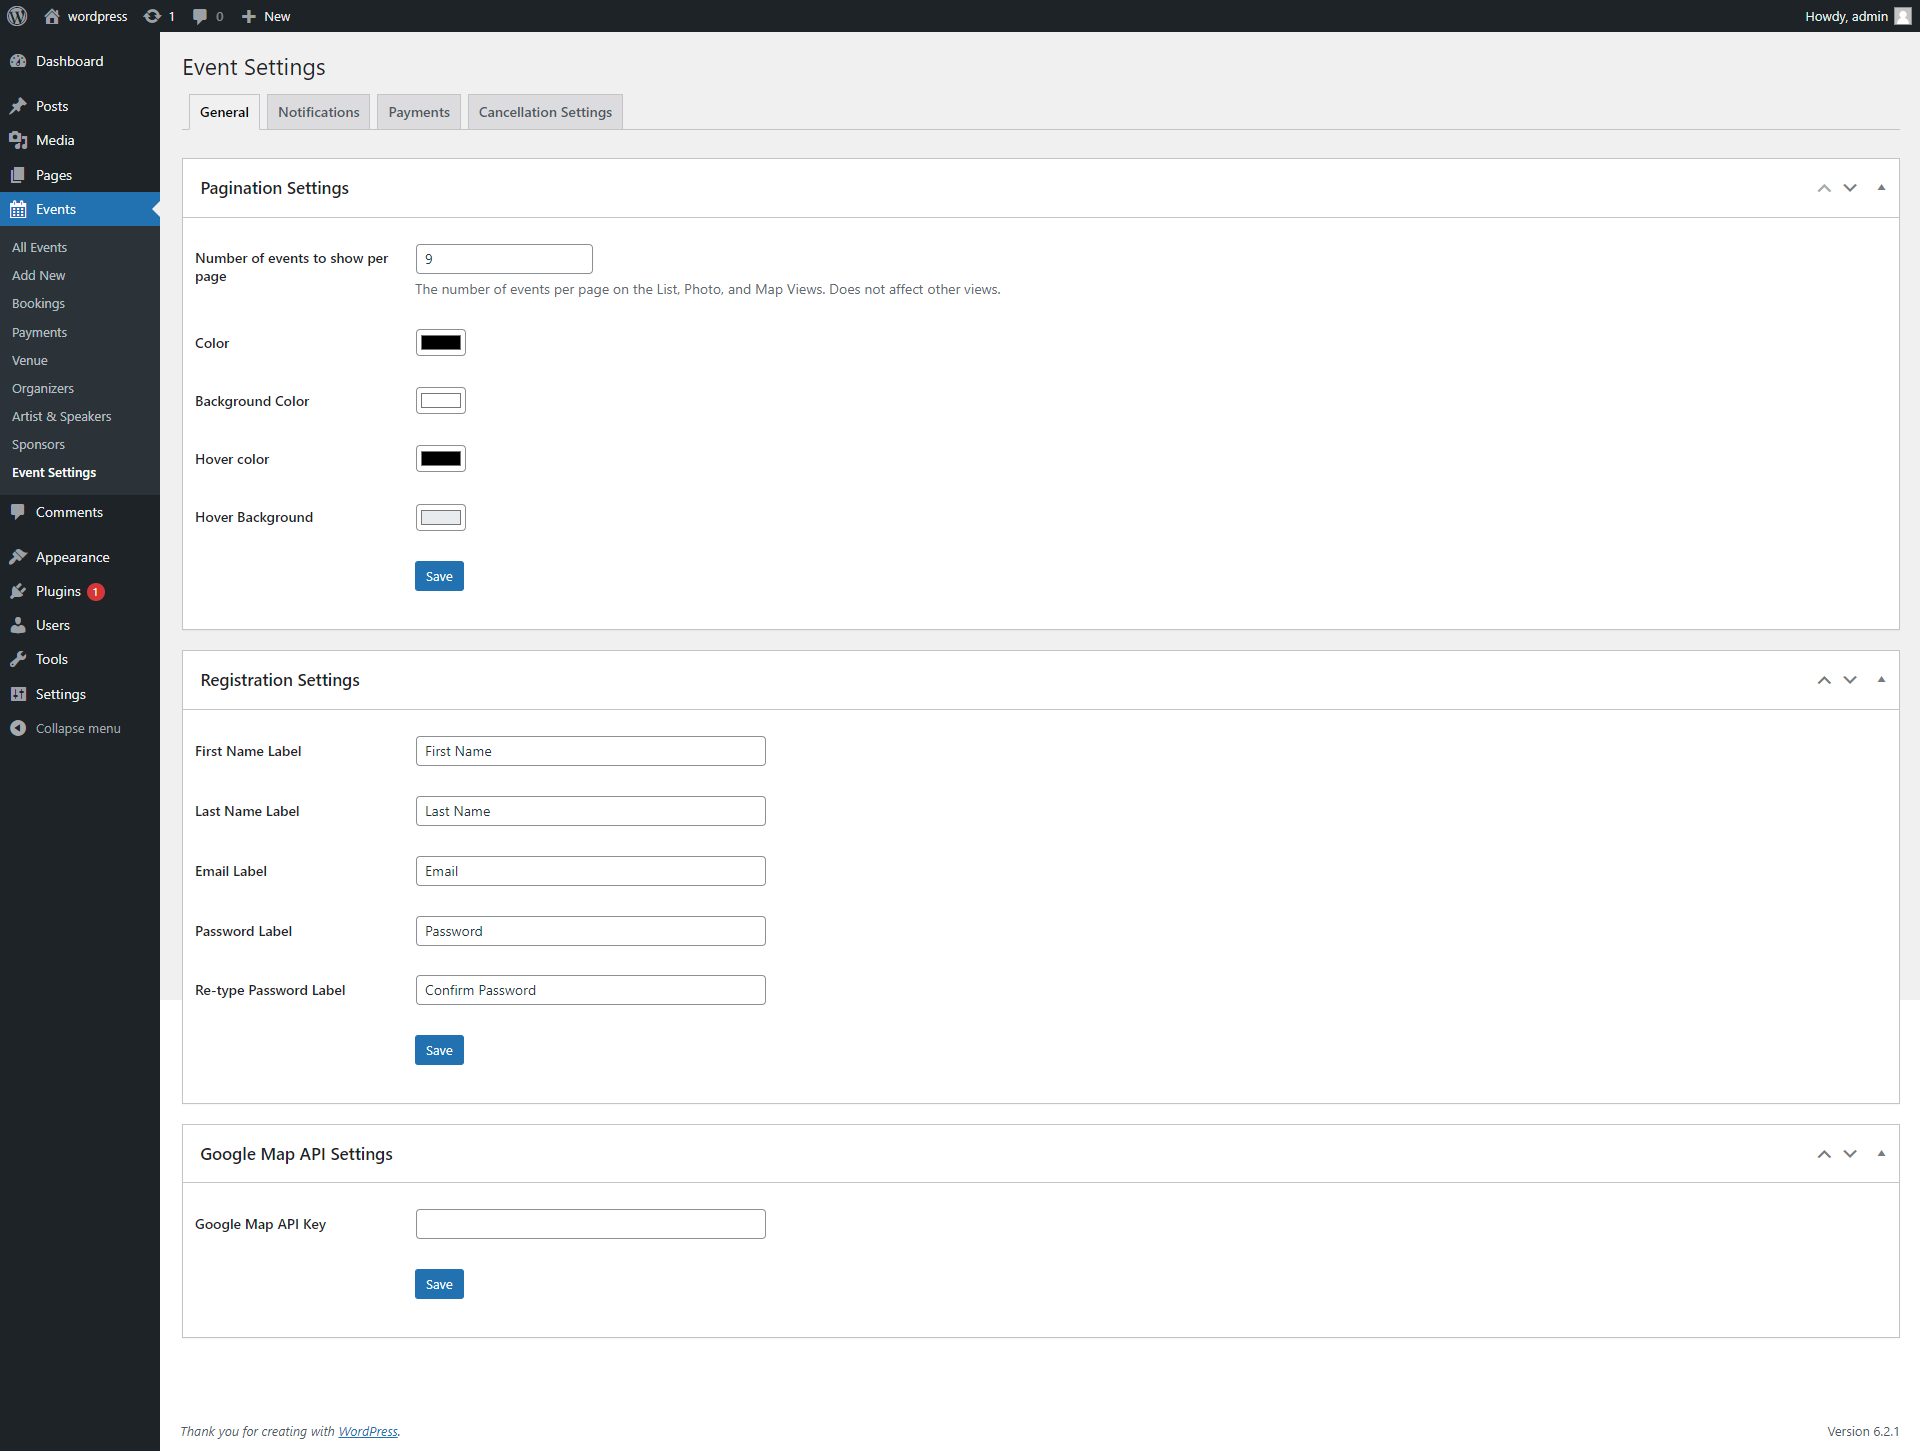 wordpress 1 0 New Howdy, admin
Dashboard
Posts
Media
Pages
Events
All Events
Add New
Bookings
Payments
Venue
Organizers
Artist & Speakers
Sponsors
Event Settings
Comments
Appearance
Plugins 1
Users
Tools
Settings
Collapse menu
Event Settings
General Notifications Payments Cancellation Settings
Pagination Settings
Number of events to show per
page
9
The number of events per page on the List, Photo, and Map Views. Does not affect other views.
Color
Background Color
Hover color
Hover Background
Save
Registration Settings
First Name Label First Name
Last Name Label Last Name
Email Label Email
Password Label Password
Re-type Password Label Confirm Password
Save
Google Map API Settings
Google Map API Key
Save
Thank you for creating with WordPress.
Version 6.2.1